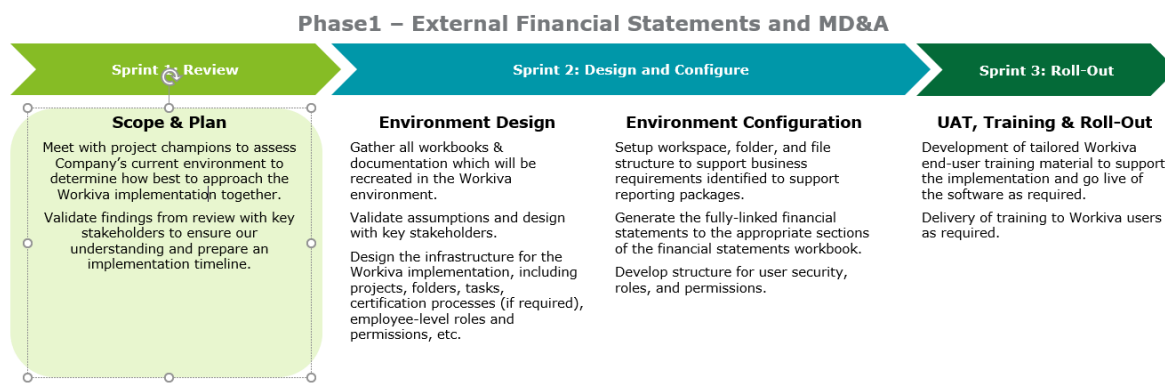 Phase1 – External Financial Statements and MD&A
Sprint 1: Review
Sprint 2: Design and Configure
Sprint 3: Roll-Out
Scope & Plan
Meet with project champions to assess
Company’s current environment to
determine how best to approach the
Workiva implementation together.
Validate findings from review with key
stakeholders to ensure our
understanding and prepare an
implementation timeline.
Environment Design
Gather all workbooks &
documentation which will be
recreated in the Workiva
environment.
Validate assumptions and design
with key stakeholders.
Design the infrastructure for the
Workiva implementation, including
projects, folders, tasks,
certification processes (if required),
employee-level roles and
permissions, etc.
Environment Configuration
Setup workspace, folder, and file
structure to support business
requirements identified to support
reporting packages.
Generate the fully-linked financial
statements to the appropriate sections
of the financial statements workbook.
Develop structure for user security,
roles, and permissions.
UAT, Training & Roll-Out
Development of tailored Workiva
end-user training material to support
the implementation and go live of
the software as required.
Delivery of training to Workiva users
as required.